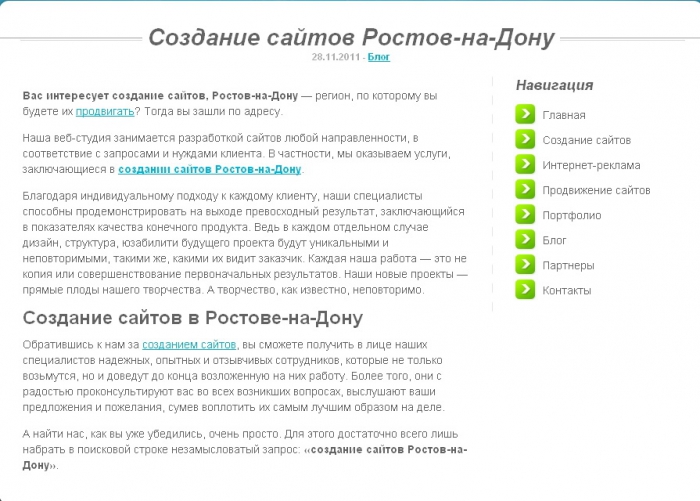 Создание сайтов Ростов-на-Дону
28.11.2011 - Блог
Вас интересует создание сайтов, Ростов-на-Дону — регион, по которому вы
будете их продвигать? Тогда вы зашли по адресу.
Наша веб-студия занимается разработкой сайтов любой направленности, в
соответствие с запросами и нуждами клиента. В частности, мы оказываем услуги,
заключающиеся в создании сайтов Ростов-на-Дону.
Благодаря индивидуальному подходу к каждому клиенту, наши специалисты
способны продемонстрировать на выходе превосходный результат, заключающийся
в показателях качества конечного продукта. Ведь в каждом отдельном случае
дизайн, структура, юзабилити будущего проекта будут уникальными и
неповторимыми, такими же, какими их видит заказчик. Каждая наша работа — это не
копия или совершенствование первоначальных результатов. Наши новые проекты —
прямые плоды нашего творчества. А творчество, как известно, неповторимо.
Создание сайтов в Ростове-на-Дону
Обратившись к нам за созданием сайтов, вы сможете получить в лице наших
специалистов надежных, опытных и отзывчивых сотрудников, которые не только
возьмутся, но и доведут до конца возложенную на них работу. Более того, они с
радостью проконсультируют вас во всех возникших вопросах, выслушают ваши
предложения и пожелания, сумев воплотить их самым лучшим образом на деле.
А найти нас, как вы уже убедились, очень просто. Для этого достаточно всего лишь
набрать в поисковой строке незамысловатый запрос: «создание сайтов Ростов-на-
Дону».
Навигация
Главная
Создание сайтов
Интернет-реклама
Продвижение сайтов
Портфолио
Блог
Партнеры
Контакты